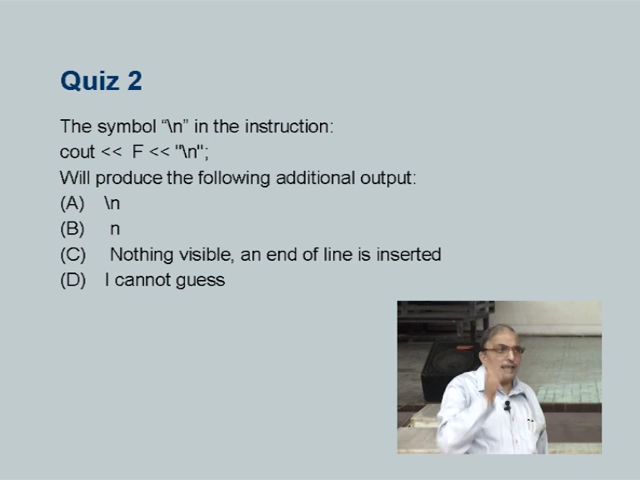 Quiz 2
The symbol “\n” in the instruction:
cout << F << "\n";
Will produce the following additional output:
(A) \n
(B) n
(C) Nothing visible, an end of line is inserted
(D) I cannot guess